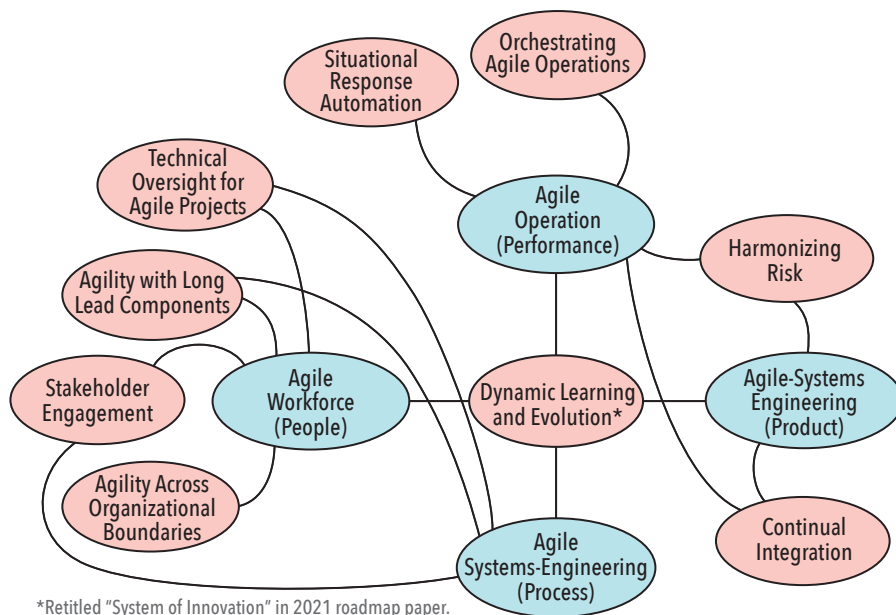 Orchestrating
Agile Operations
Situational
Response
Automation
Technical
Oversight for
Agile Projects
Agile
Operation
(Performance)
Harmonizing
Risk
Agility with Long
Lead Components
Stakeholder
Engagement
Agile
Workforce
(People)
Dynamic Learning
and Evolution*
Agile-Systems
Engineering
(Product)
Agility Across
Organizational
Boundaries
Agile
Systems-Engineering
(Process)
Continual
Integration
*Retitled "System of Innovation" in 2021 roadmap paper.